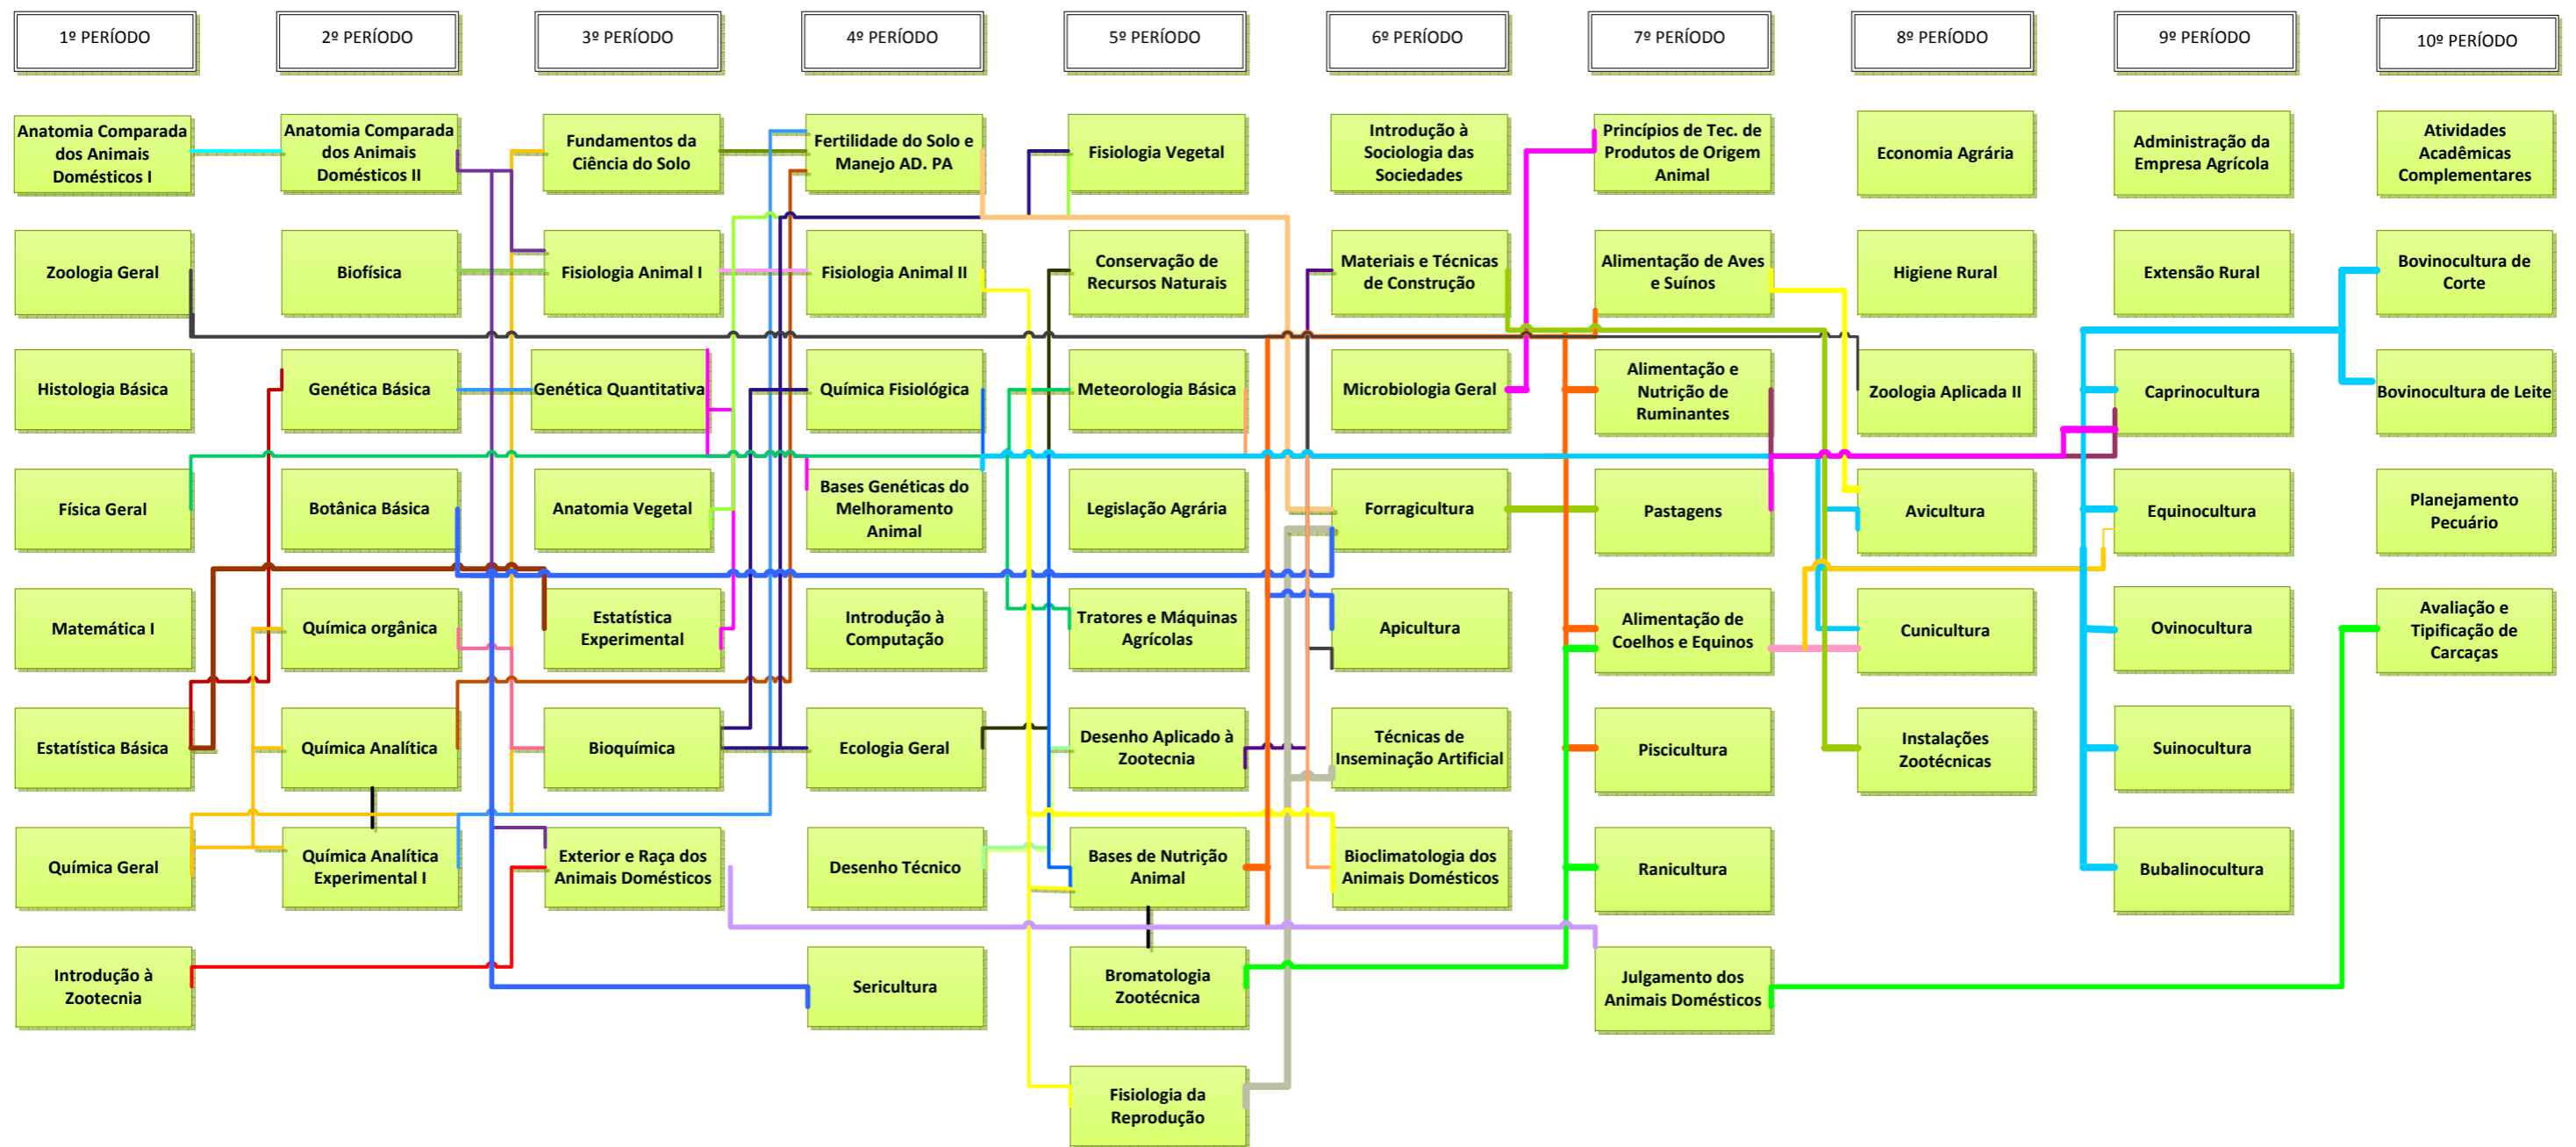 1º PERÍODO
2º PERÍODO
3º PERÍODO
4º PERÍODO
5º PERÍODO
6º PERÍODO
7º PERÍODO
8º PERÍODO
9º PERÍODO
10º PERÍODO
Anatomia Comparada
dos Animais
Domésticos I
Anatomia Comparada
dos Animais
Domésticos II
Fundamentos da
Ciência do Solo
Fertilidade do Solo e
Manejo AD. PA
Fisiologia Vegetal
Introdução à
Sociologia das
Sociedades
Princípios de Tec. de
Produtos de Origem
Animal
Economia Agrária
Administração da
Empresa Agrícola
Atividades
Acadêmicas
Complementares
Zoologia Geral
Biofísica
Fisiologia Animal I
Fisiologia Animal II
Conservação de
Recursos Naturais
Materiais e Técnicas
de Construção
Alimentação de Aves
e Suínos
Higiene Rural
Extensão Rural
Bovinocultura de
Corte
Histologia Básica
Genética Básica
Genética Quantitativa
Química Fisiológica
Meteorologia Básica
Microbiologia Geral
Alimentação e
Nutrição de
Ruminantes
Zoologia Aplicada II
Caprinocultura
Bovinocultura de Leite
Física Geral
Botânica Básica
Anatomia Vegetal
Bases Genéticas do
Melhoramento
Animal
Legislação Agrária
Forragicultura
Pastagens
Avicultura
Equinocultura
Planejamento
Pecuário
Matemática I
Química orgânica
Estatística
Experimental
Introdução à
Computação
Tratores e Máquinas
Agrícolas
Apicultura
Alimentação de
Coelhos e Equinos
Cunicultura
Ovinocultura
Avaliação e
Tipificação de
Carcaças
Estatística Básica
Química Analítica
Bioquímica
Ecologia Geral
Desenho Aplicado à
Zootecnia
Técnicas de
Inseminação Artificial
Piscicultura
Instalações
Zootécnicas
Suinocultura
Química Geral
Química Analítica
Experimental I
Exterior e Raça dos
Animais Domésticos
Desenho Técnico
Bases de Nutrição
Animal
Bioclimatologia dos
Animais Domésticos
Ranicultura
Bubalinocultura
Introdução à
Zootecnia
Sericultura
Bromatologia
Zootécnica
Julgamento dos
Animais Domésticos
Fisiologia da
Reprodução